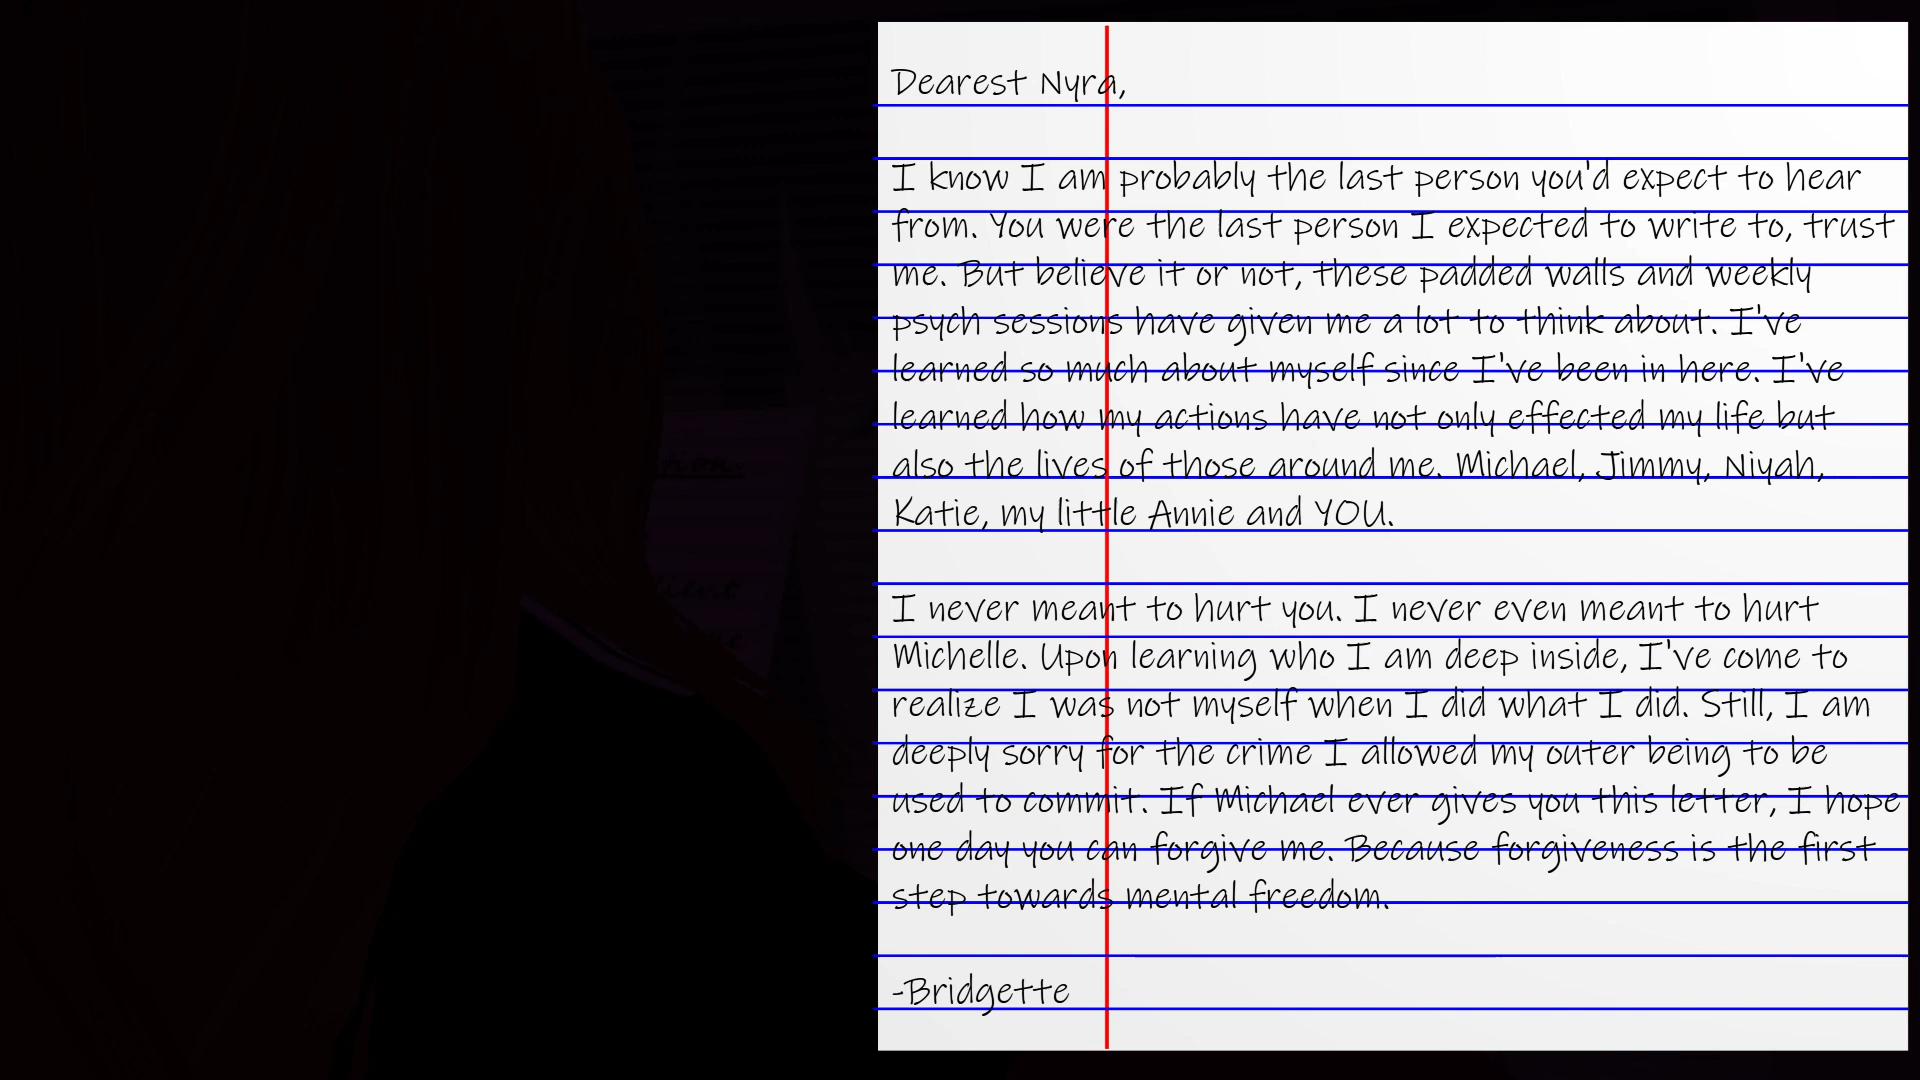 Dearest Nyra,
I know I am probably the last person you'd expect to hear
from. You were the last person I expected to write to, trust
me. But believe it or not, these padded walls and weekly
psych sessions have given me a lot to think about. I've
learned so much about myself since I've been in here. I've
learned how my actions have not only effected my life but
also the lives of those around me. Michael, Jimmy, Niyah,
Katie, my little Annie and YOU.
I never meant to hurt you. I never even meant to hurt
Michelle. Upon learning who I am deep inside, I've come to
realize I was not myself when I did what I did. Still, I am
deeply sorry for the crime I allowed my outer being to be
used to commit. If Michael ever gives you this letter, I hope
one day you can forgive me. Because forgiveness is the first
step towards mental freedom.
-Bridgette